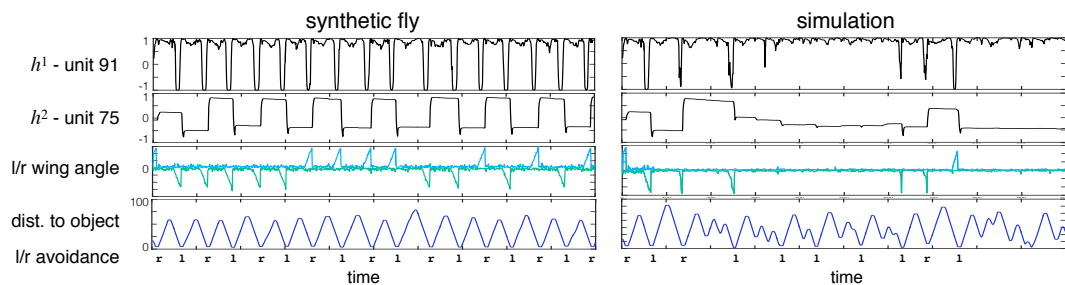 synthetic fly simulation
h¹ - unit 91 1 0 -1
h² - unit 75 1 0 -1
l/r wing angle 0
dist. to object 100 0
l/r avoidance r l r l r l r l r l r l r l r l r r l r l l l l r l
time time